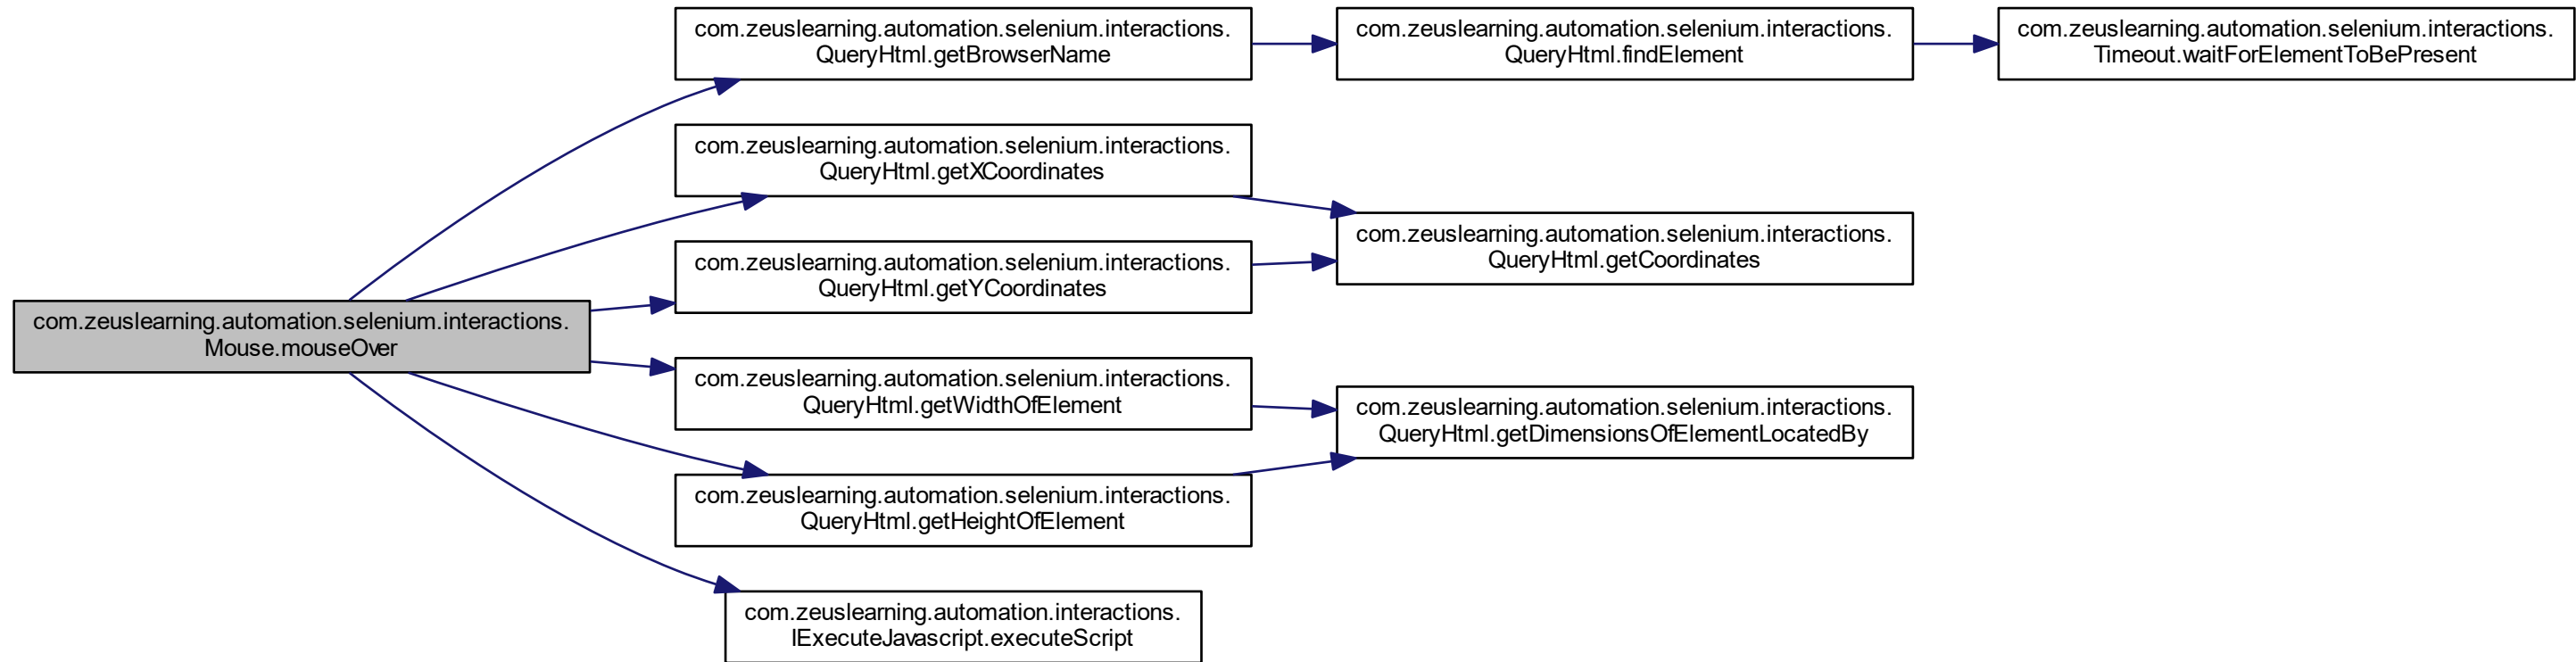 com.zeuslearning.automation.selenium.interactions.
QueryHtml.getBrowserName
com.zeuslearning.automation.selenium.interactions.
QueryHtml.findElement
com.zeuslearning.automation.selenium.interactions.
Timeout.waitForElementToBePresent
com.zeuslearning.automation.selenium.interactions.
QueryHtml.getXCoordinates
com.zeuslearning.automation.selenium.interactions.
QueryHtml.getYCoordinates
com.zeuslearning.automation.selenium.interactions.
QueryHtml.getCoordinates
com.zeuslearning.automation.selenium.interactions.
Mouse.mouseOver
com.zeuslearning.automation.selenium.interactions.
QueryHtml.getWidthOfElement
com.zeuslearning.automation.selenium.interactions.
QueryHtml.getDimensionsOfElementLocatedBy
com.zeuslearning.automation.selenium.interactions.
QueryHtml.getHeightOfElement
com.zeuslearning.automation.interactions.
IExecuteJavascript.executeScript